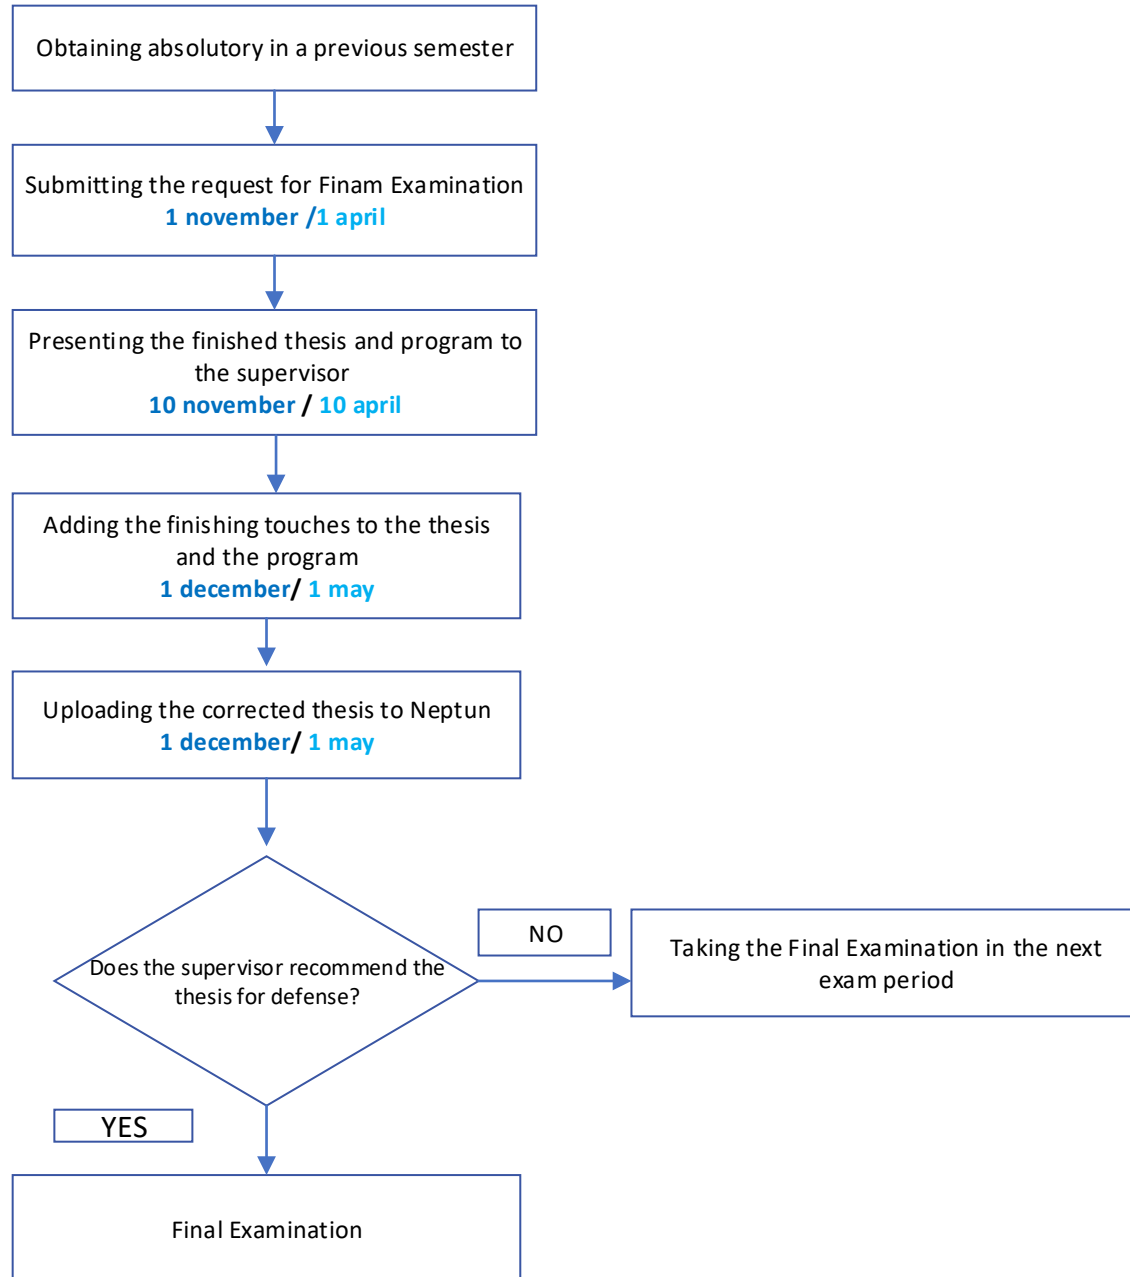 Obtaining absolutory in a previous semester
Submitting the request for Finam Examination
1 november /1 april
Presenting the finished thesis and program to
the supervisor
10 november / 10 april
Adding the finishing touches to the thesis
and the program
1 december/ 1 may
Uploading the corrected thesis to Neptun
1 december/ 1 may
Does the supervisor recommend the
thesis for defense?
NO
Taking the Final Examination in the next
exam period
YES
Final Examination